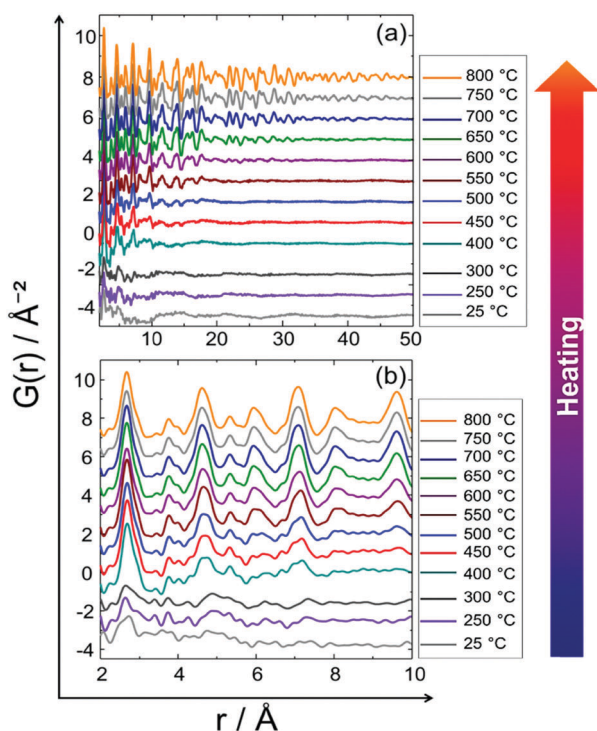 (a)
10
8
6
4
2
0
-2
-4
10 20 30 40 50
800 °C
750 °C
700 °C
650 °C
600 °C
550 °C
500 °C
450 °C
400 °C
300 °C
250 °C
25 °C
G(r) / Å⁻²
Heating
(b)
10
8
6
4
2
0
-2
-4
2 4 6 8 10
800 °C
750 °C
700 °C
650 °C
600 °C
550 °C
500 °C
450 °C
400 °C
300 °C
250 °C
25 °C
r / Å